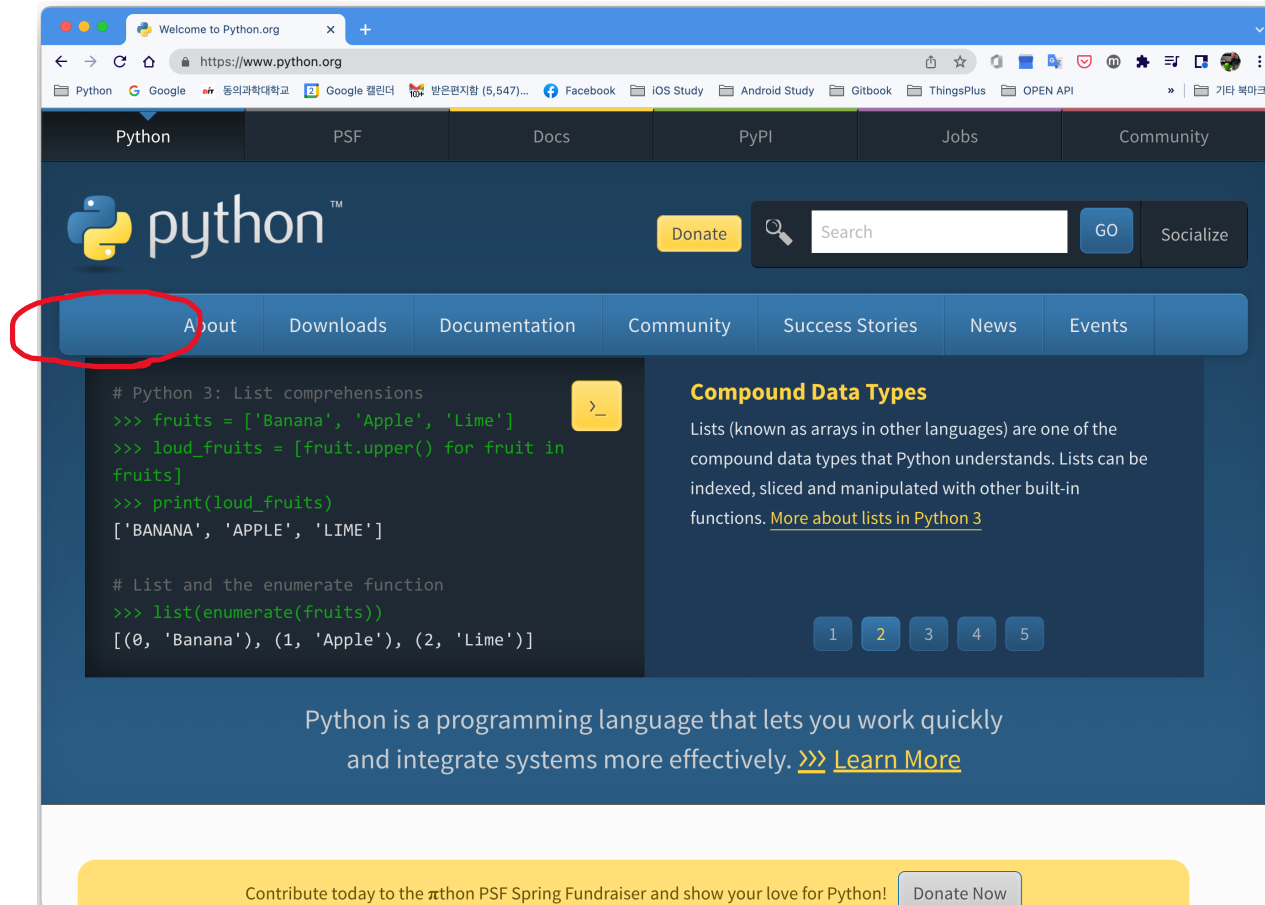 Welcome to Python.org
https://www.python.org
Python Google 동의과학대학교 2 Google 캘린더 100+ 받은편지함 (5,547)... Facebook iOS Study Android Study Gitbook ThingsPlus OPEN API » 기타 북마크
Python PSF Docs PyPI Jobs Community
python™
Donate Search GO Socialize
About Downloads Documentation Community Success Stories News Events
# Python 3: List comprehensions
>>> fruits = ['Banana', 'Apple', 'Lime']
>>> loud_fruits = [fruit.upper() for fruit in
fruits]
>>> print(loud_fruits)
['BANANA', 'APPLE', 'LIME']
# List and the enumerate function
>>> list(enumerate(fruits))
[(0, 'Banana'), (1, 'Apple'), (2, 'Lime')]
>_
Compound Data Types
Lists (known as arrays in other languages) are one of the
compound data types that Python understands. Lists can be
indexed, sliced and manipulated with other built-in
functions. More about lists in Python 3
1 2 3 4 5
Python is a programming language that lets you work quickly
and integrate systems more effectively. >>> Learn More
Contribute today to the πthon PSF Spring Fundraiser and show your love for Python! Donate Now